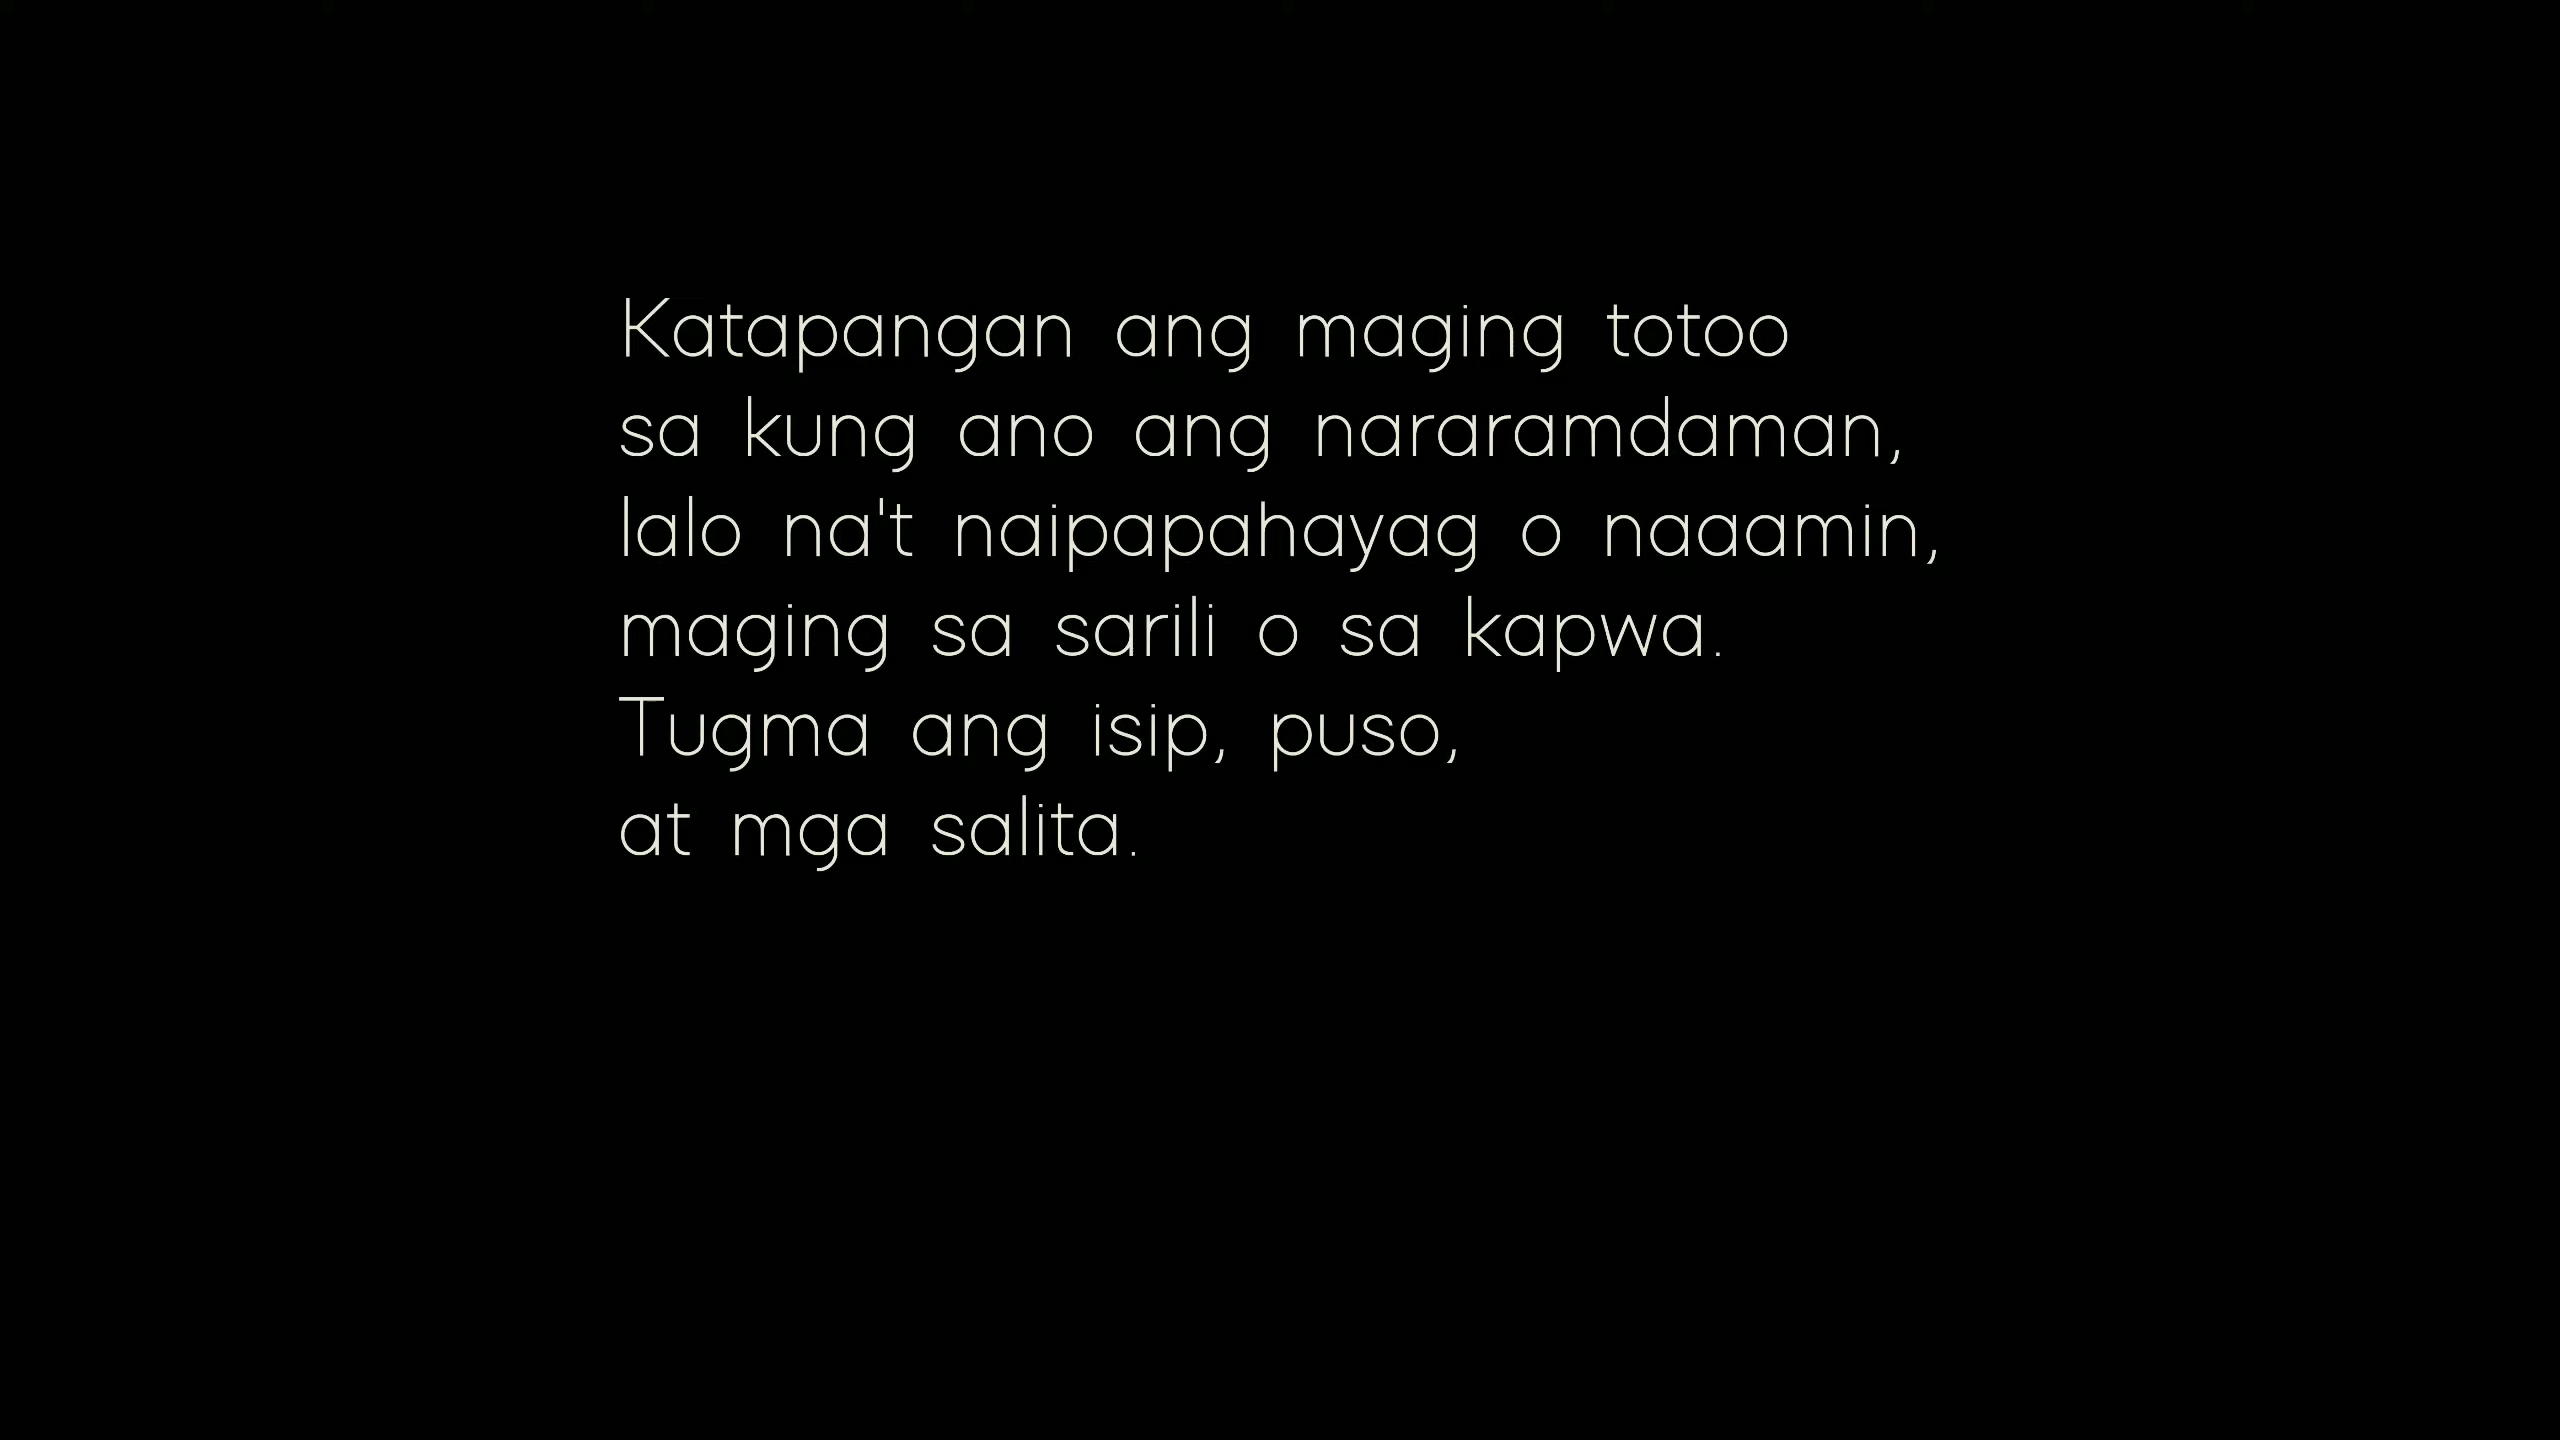 Katapangan ang maging totoo
sa kung ano ang nararamdaman,
lalo na't naipapahayag o naaamin,
maging sa sarili o sa kapwa.
Tugma ang isip, puso,
at mga salita.